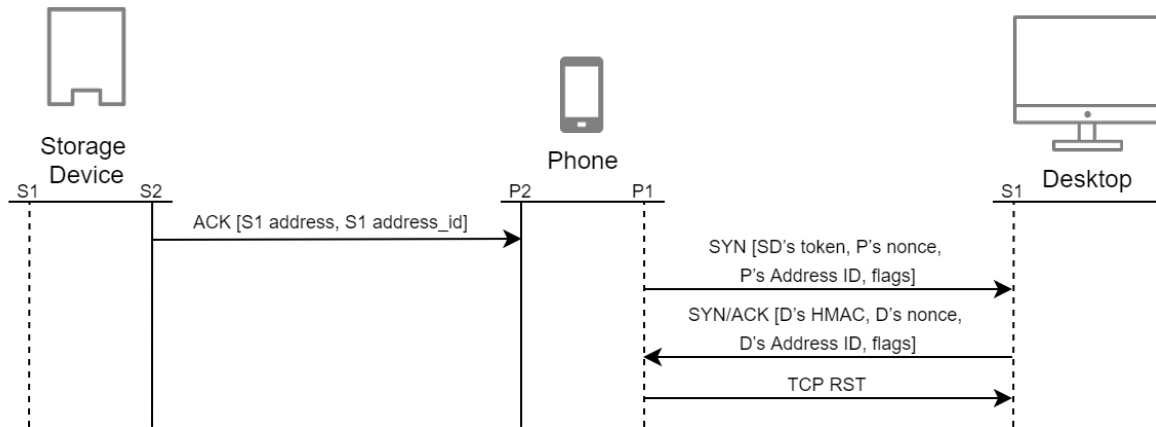 Storage
Device
Phone
Desktop
S1
S2
P2
P1
S1
ACK [S1 address, S1 address_id]
SYN [SD's token, P's nonce,
P's Address ID, flags]
SYN/ACK [D's HMAC, D's nonce,
D's Address ID, flags]
TCP RST